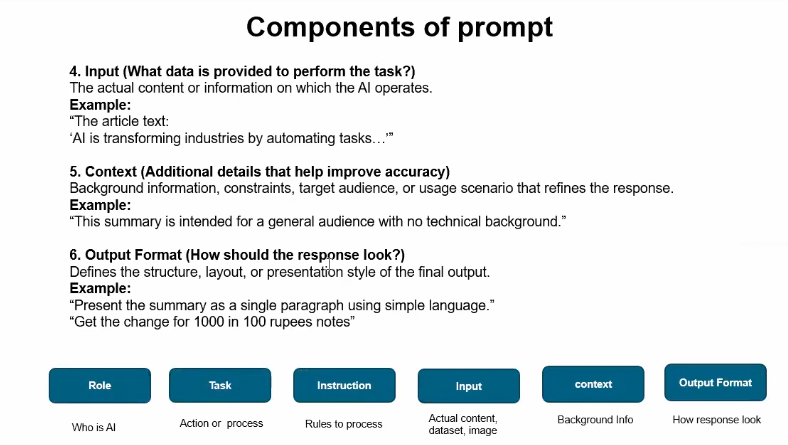 Components of prompt
4. Input (What data is provided to perform the task?)
The actual content or information on which the AI operates.
Example:
“The article text:
‘AI is transforming industries by automating tasks…’”
5. Context (Additional details that help improve accuracy)
Background information, constraints, target audience, or usage scenario that refines the response.
Example:
“This summary is intended for a general audience with no technical background.”
6. Output Format (How should the response look?)
Defines the structure, layout, or presentation style of the final output.
Example:
“Present the summary as a single paragraph using simple language.”
“Get the change for 1000 in 100 rupees notes”
Role
Who is AI
Task
Action or process
Instruction
Rules to process
Input
Actual content,
dataset, image
context
Background Info
Output Format
How response look